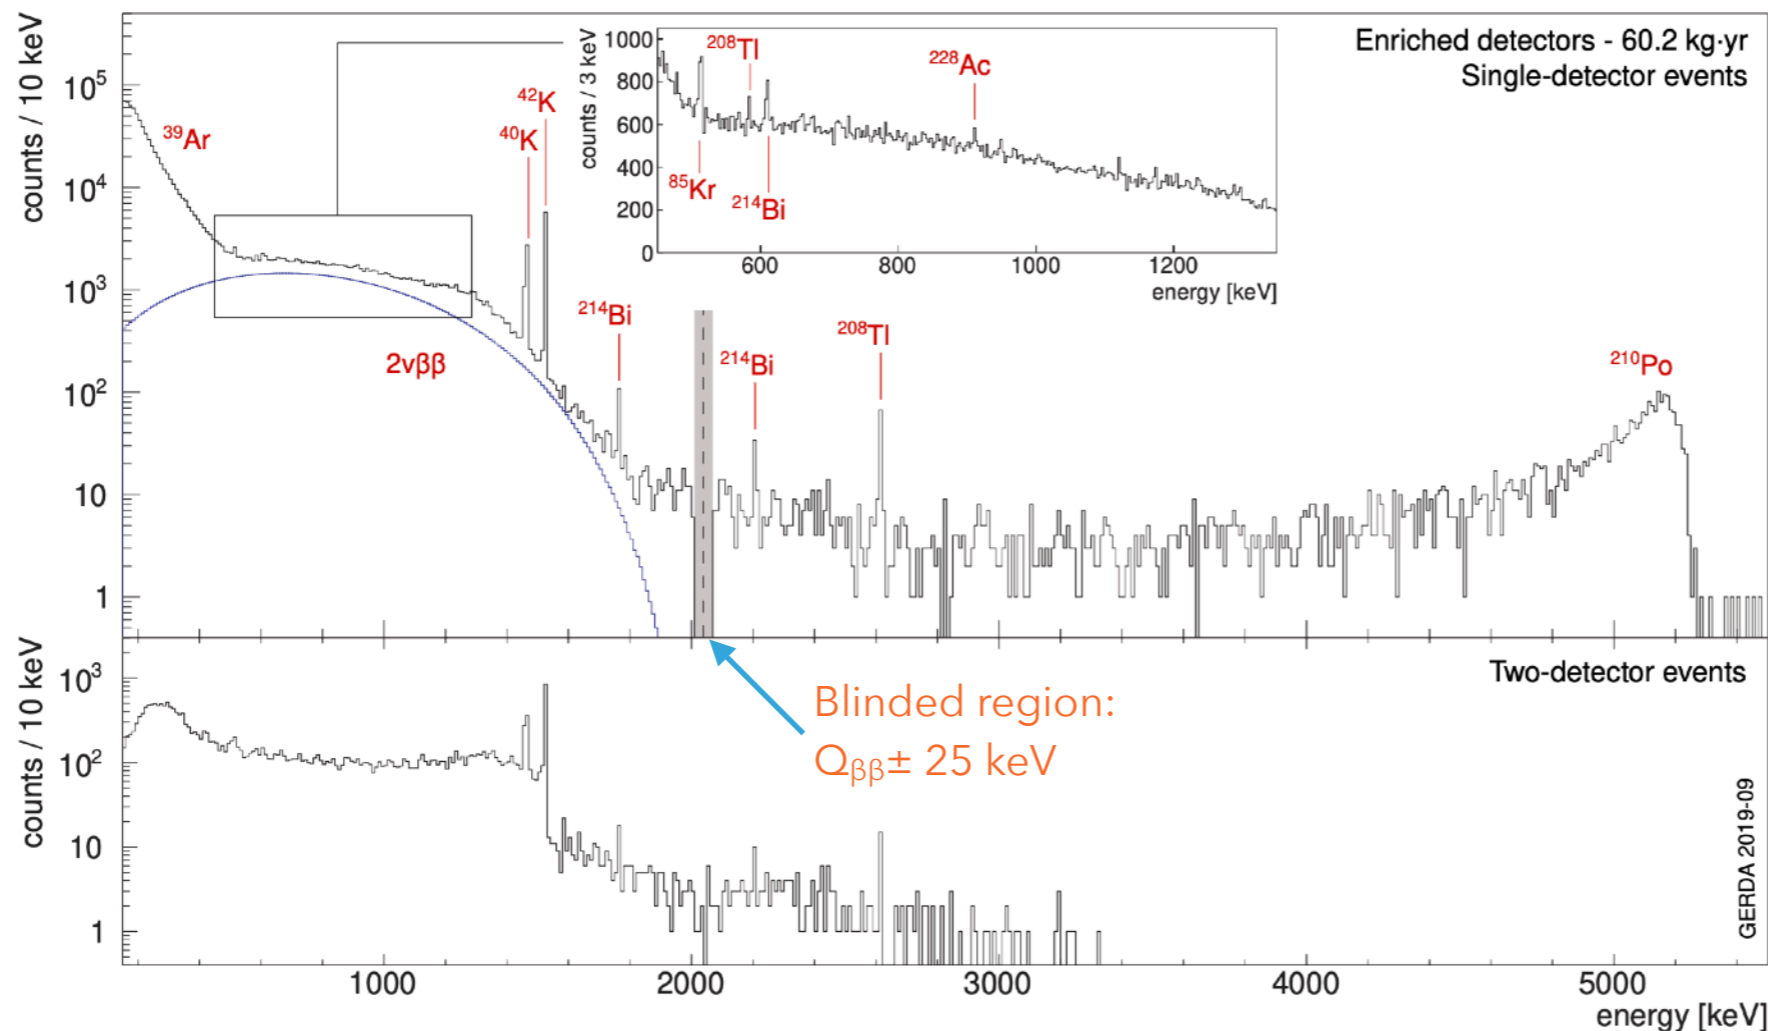 Enriched detectors - 60.2 kg·yr
Single-detector events
counts / 10 keV
10⁵
10⁴
10³
10²
10
1
³⁹Ar
⁴²K
⁴⁰K
2νββ
²¹⁴Bi
²¹⁴Bi
²⁰⁸Tl
²¹⁰Po
counts / 3 keV
1000
800
600
400
200
0
²⁰⁸Tl
²²⁸Ac
⁸⁵Kr
²¹⁴Bi
600 800 1000 1200
energy [keV]
Two-detector events
counts / 10 keV
10³
10²
10
1
Blinded region:
Qββ± 25 keV
GERDA 2019-09
1000 2000 3000 4000 5000
energy [keV]